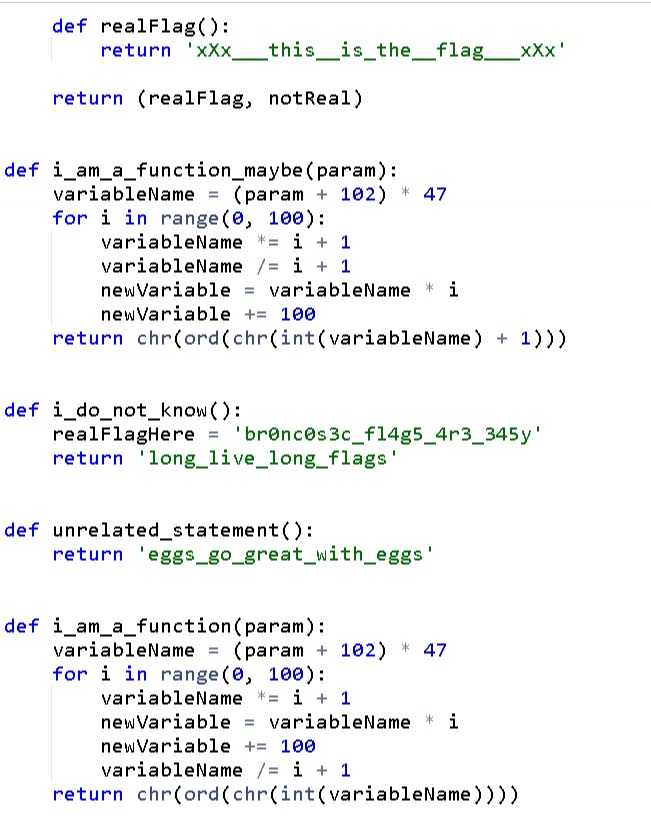 def realFlag():
return 'xXx___this__is_the__flag___xXx'
return (realFlag, notReal)
def i_am_a_function_maybe(param):
variableName = (param + 102) * 47
for i in range(0, 100):
variableName *= i + 1
variableName /= i + 1
newVariable = variableName * i
newVariable += 100
return chr(ord(chr(int(variableName) + 1)))
def i_do_not_know():
realFlagHere = 'br0nc0s3c_fl4g5_4r3_345y'
return 'long_live_long_flags'
def unrelated_statement():
return 'eggs_go_great_with_eggs'
def i_am_a_function(param):
variableName = (param + 102) * 47
for i in range(0, 100):
variableName *= i + 1
newVariable = variableName * i
newVariable += 100
variableName /= i + 1
return chr(ord(chr(int(variableName))))